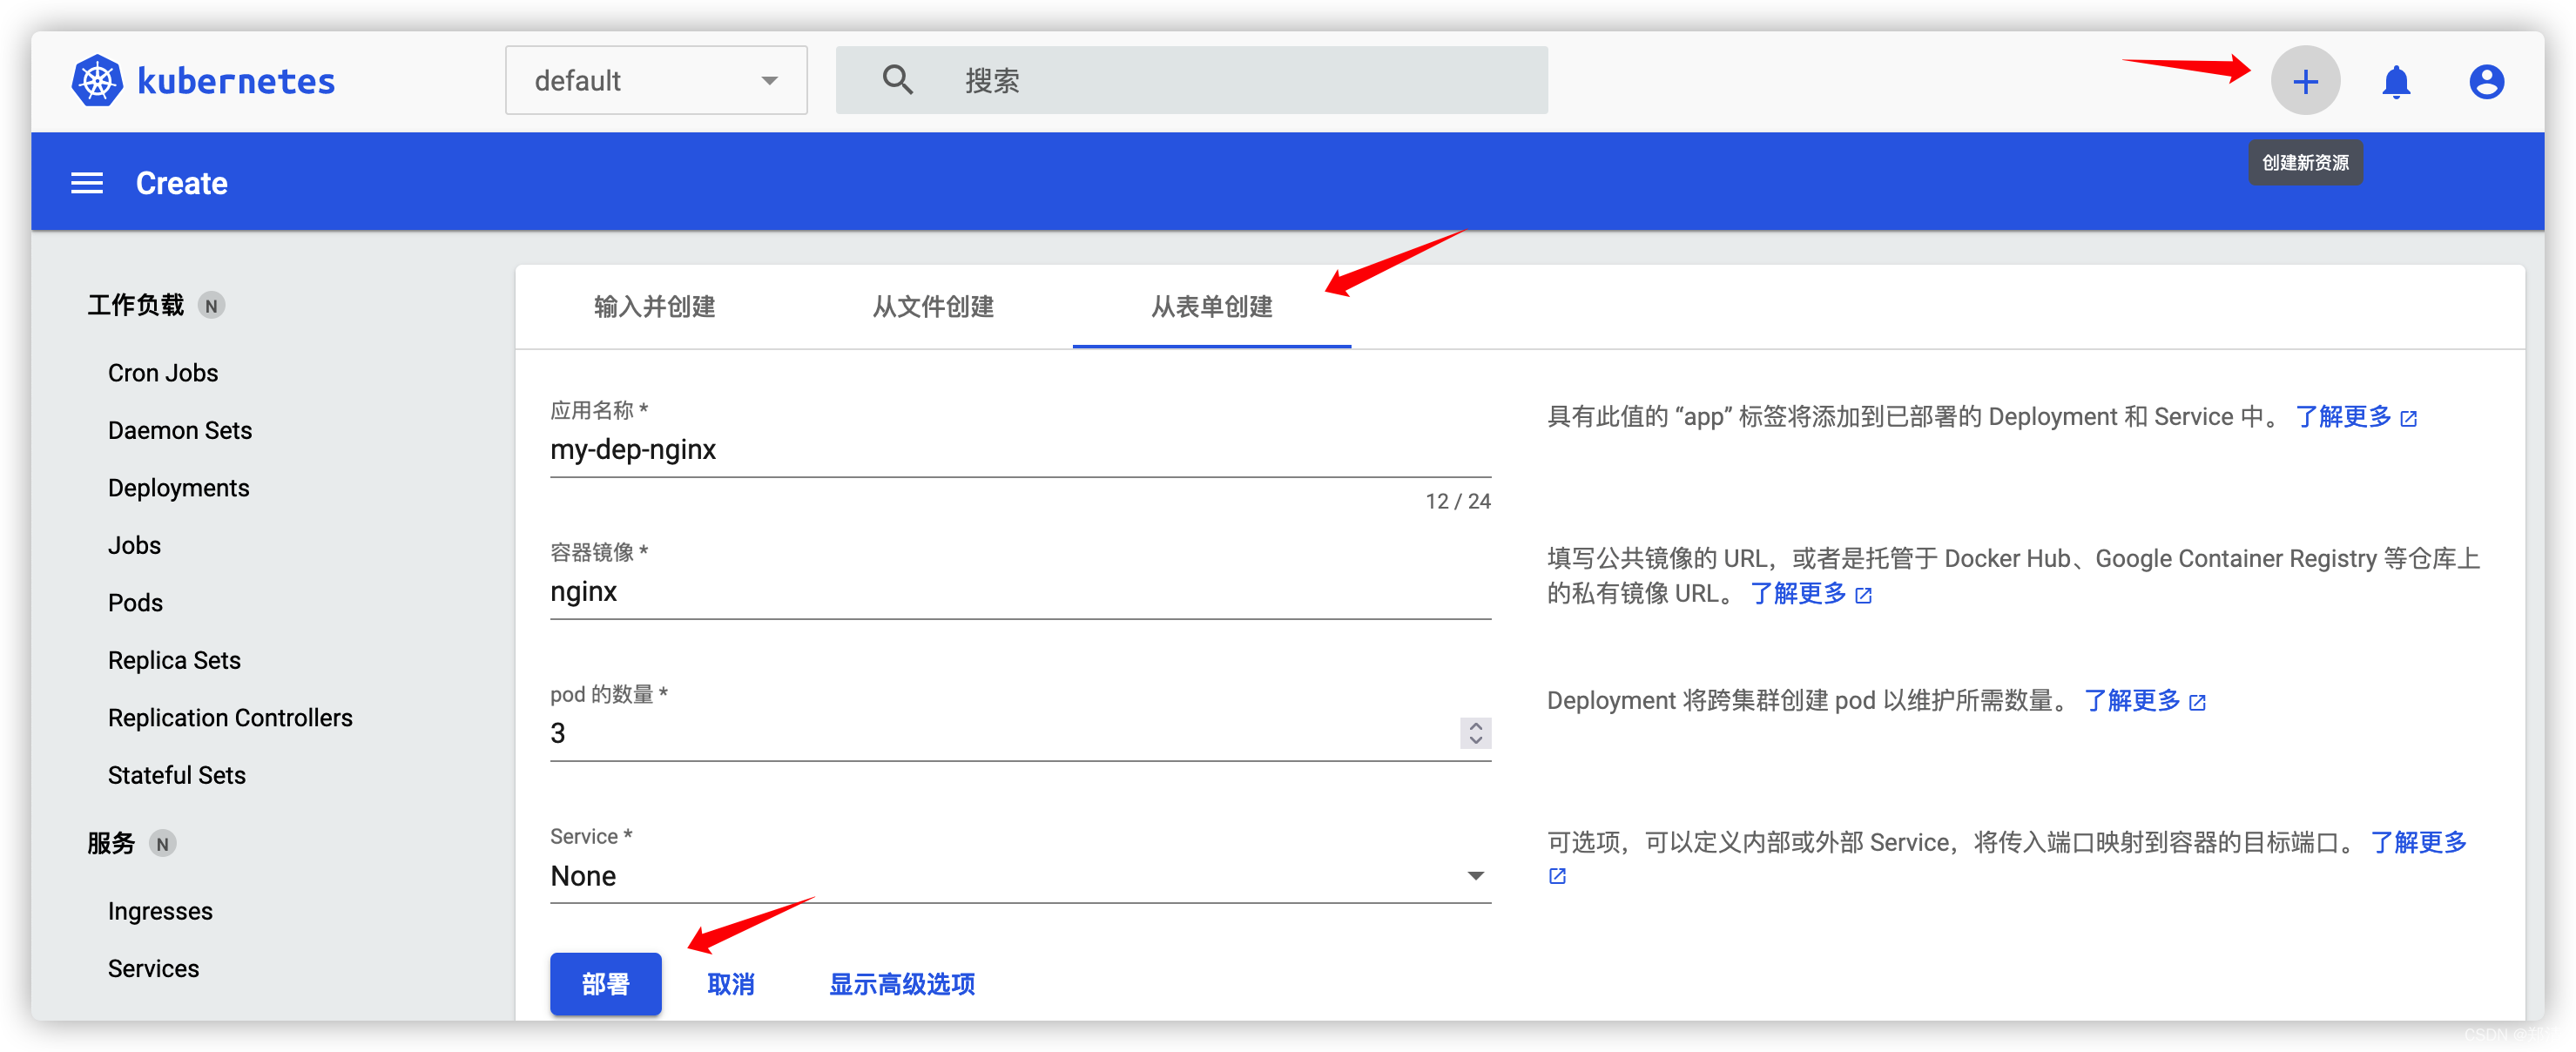 kubernetes
default
搜索
Create
创建新资源
工作负载 N
Cron Jobs
Daemon Sets
Deployments
Jobs
Pods
Replica Sets
Replication Controllers
Stateful Sets
服务 N
Ingresses
Services
输入并创建
从文件创建
从表单创建
应用名称 *
my-dep-nginx
12 / 24
具有此值的 “app” 标签将添加到已部署的 Deployment 和 Service 中。 了解更多
容器镜像 *
nginx
填写公共镜像的 URL，或者是托管于 Docker Hub、Google Container Registry 等仓库上
的私有镜像 URL。 了解更多
pod 的数量 *
3
Deployment 将跨集群创建 pod 以维护所需数量。 了解更多
Service *
None
可选项，可以定义内部或外部 Service，将传入端口映射到容器的目标端口。 了解更多
部署
取消
显示高级选项
CSDN